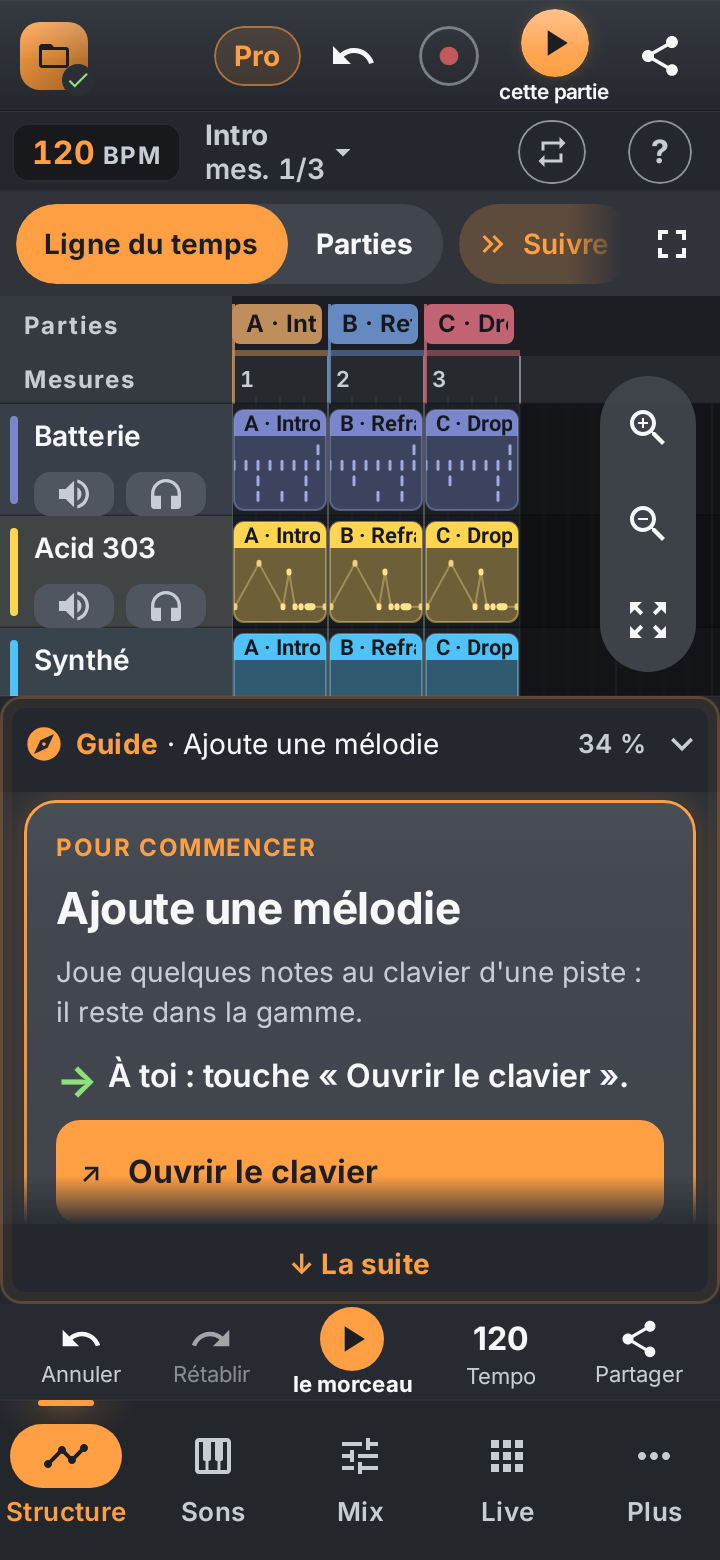 Pro
cette partie
120 BPM
Intro
mes. 1/3
?
Ligne du temps
Parties
Suivre
Parties
A · Int
B · Re
C · Dr
Mesures
1
2
3
Batterie
A · Intro
B · Refr
C · Drop
Acid 303
A · Intro
B · Refr
C · Drop
Synthé
A · Intro
B · Refr
C · Drop
Guide · Ajoute une mélodie
34 %
POUR COMMENCER
Ajoute une mélodie
Joue quelques notes au clavier d'une piste :
il reste dans la gamme.
À toi : touche « Ouvrir le clavier ».
Ouvrir le clavier
La suite
Annuler
Rétablir
le morceau
120
Tempo
Partager
Structure
Sons
Mix
Live
Plus